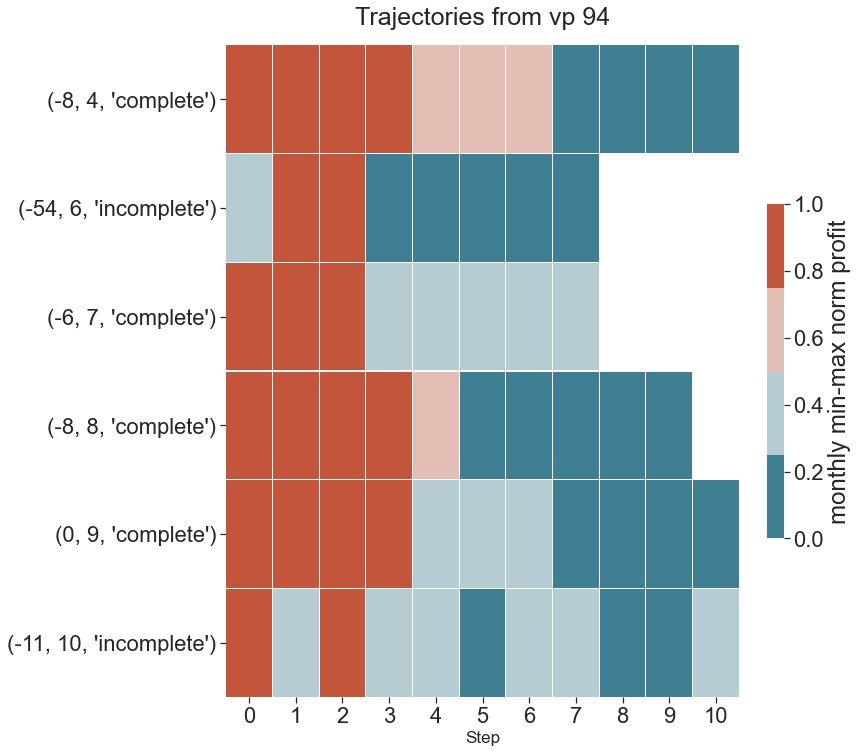 Trajectories from vp 94
(-8, 4, 'complete')
(-54, 6, 'incomplete')
(-6, 7, 'complete')
(-8, 8, 'complete')
(0, 9, 'complete')
(-11, 10, 'incomplete')
0 1 2 3 4 5 6 7 8 9 10
Step
1.0
0.8
0.6
0.4
0.2
0.0
monthly min-max norm profit